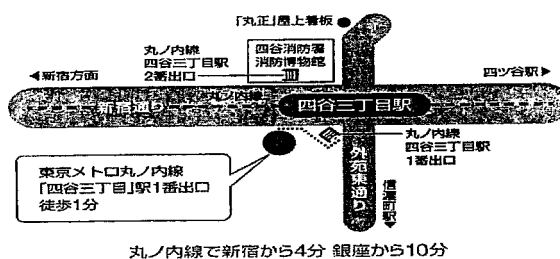 「丸正」屋上看板
丸ノ内線
四谷三丁目駅
2番出口
四谷消防署
消防博物館
◀新宿方面
四ツ谷駅▶
新宿通り
丸ノ内線
四谷三丁目駅
丸ノ内線
四谷三丁目駅
1番出口
外苑東通り
信濃町駅▶
東京メトロ丸ノ内線
「四谷三丁目」駅1番出口
徒歩1分
丸ノ内線で新宿から4分 銀座から10分